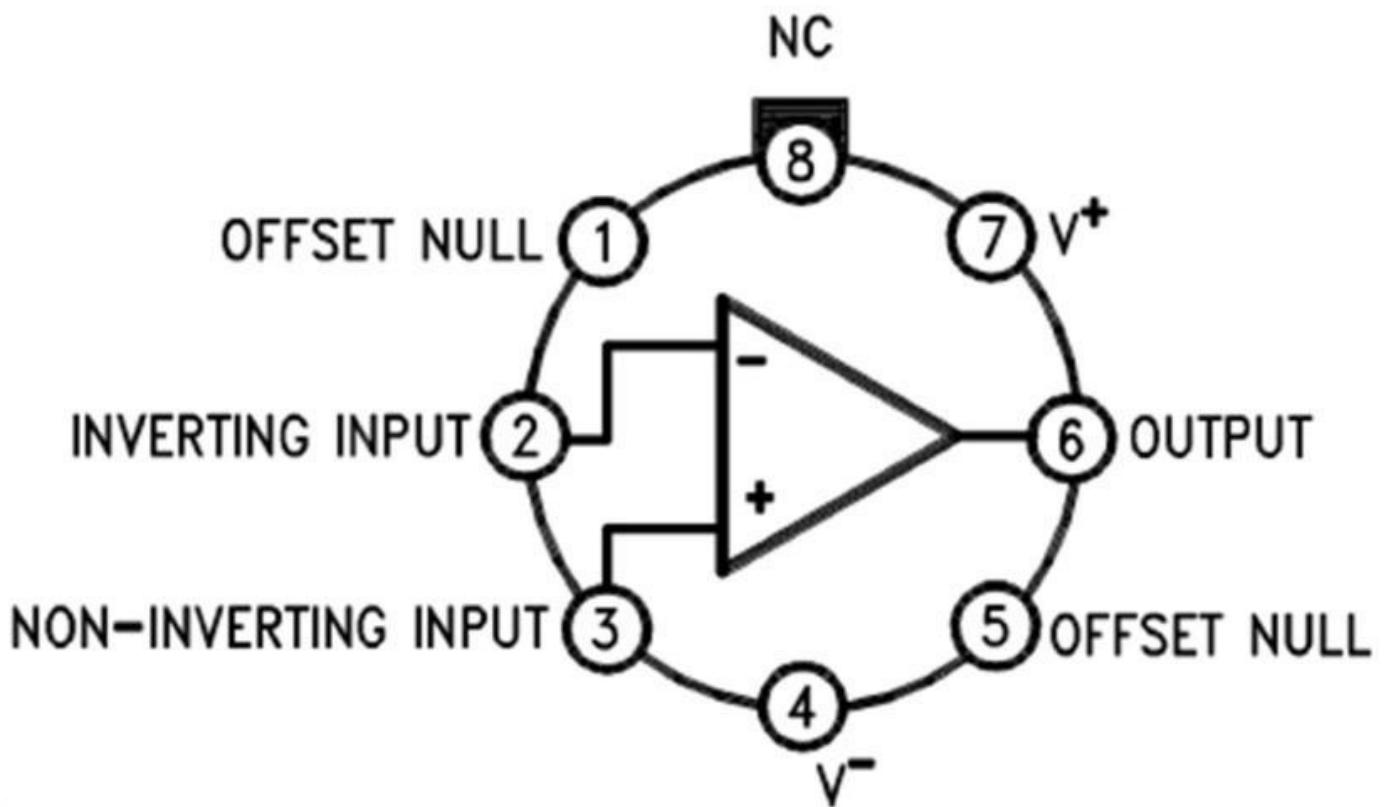 NC
8
OFFSET NULL 1
7 V+
-
INVERTING INPUT 2
6 OUTPUT
+
NON-INVERTING INPUT 3
5 OFFSET NULL
4
V-